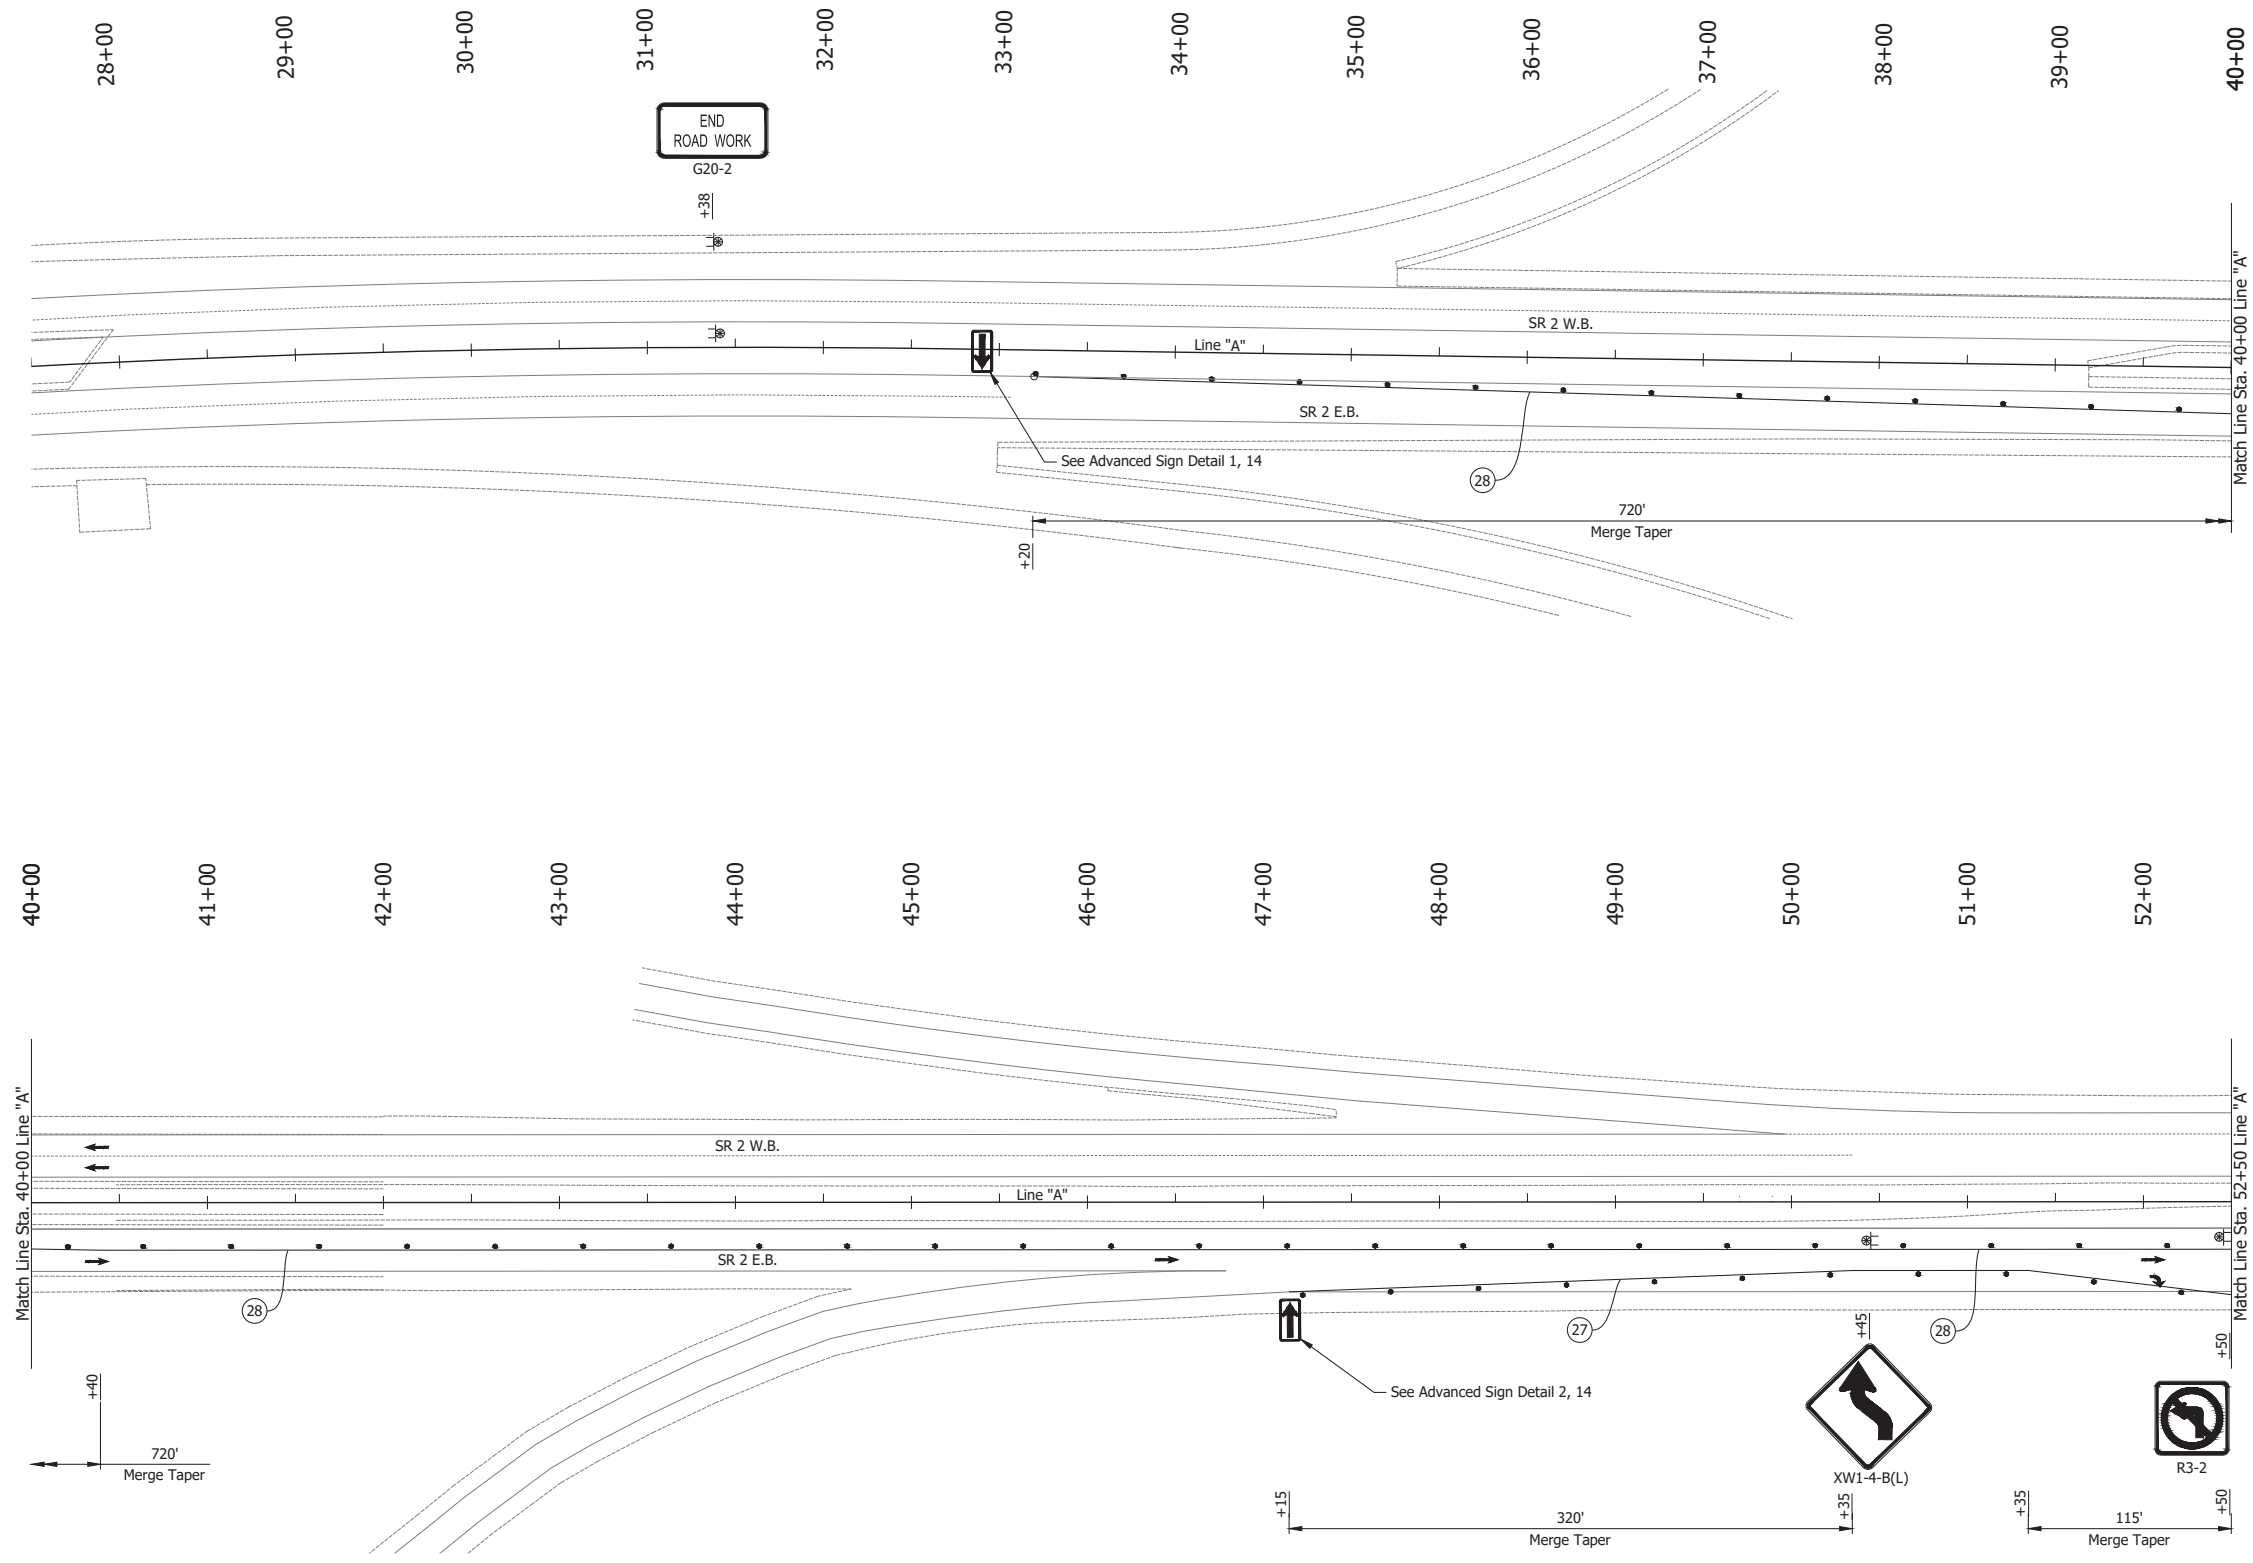 28+00
29+00
30+00
31+00
32+00
33+00
34+00
35+00
36+00
37+00
38+00
39+00
40+00
END
ROAD WORK
G20-2
+38
SR 2 W.B.
Line "A"
SR 2 E.B.
See Advanced Sign Detail 1, 14
28
720'
Merge Taper
+20
Match Line Sta. 40+00 Line "A"
40+00
41+00
42+00
43+00
44+00
45+00
46+00
47+00
48+00
49+00
50+00
51+00
52+00
Match Line Sta. 40+00 Line "A"
SR 2 W.B.
Line "A"
SR 2 E.B.
28
27
28
+45
+50
Match Line Sta. 52+50 Line "A"
See Advanced Sign Detail 2, 14
+40
720'
Merge Taper
XW1-4-B(L)
R3-2
+15
320'
Merge Taper
+35
+35
115'
Merge Taper
+50